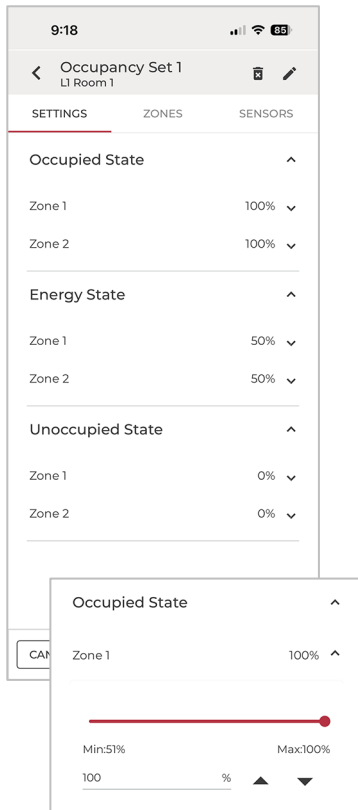 9:18
85
Occupancy Set 1
L1 Room 1
SETTINGS ZONES SENSORS
Occupied State
Zone 1 100%
Zone 2 100%
Energy State
Zone 1 50%
Zone 2 50%
Unoccupied State
Zone 1 0%
Zone 2 0%
CAN
Occupied State
Zone 1 100%
Min:51% Max:100%
100 %